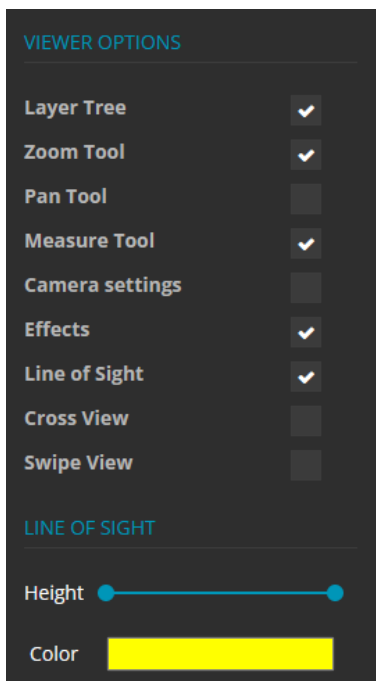 VIEWER OPTIONS
Layer Tree
Zoom Tool
Pan Tool
Measure Tool
Camera settings
Effects
Line of Sight
Cross View
Swipe View
LINE OF SIGHT
Height
Color